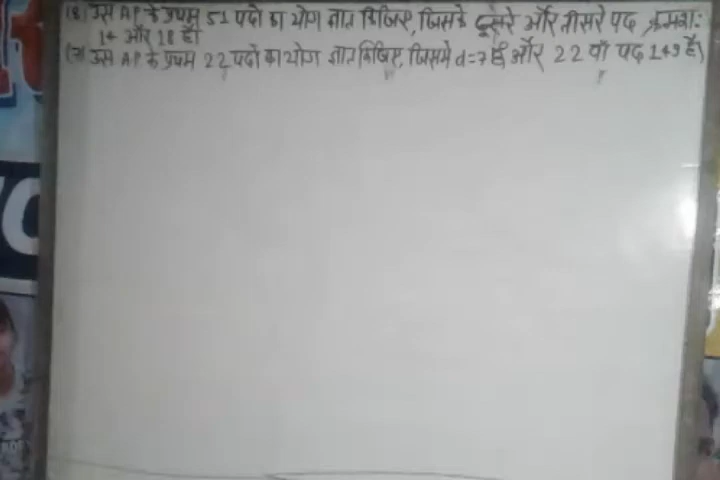 (8) उस AP के प्रथम 51 पदों का योग ज्ञात किजिए, जिसके दूसरे और तीसरे पद क्रमशः
14 और 18 हैं।
(7) उस AP के प्रथम 22 पदों का योग ज्ञात किजिए, जिसमे d=7 है और 22 वाँ पद 149 है।